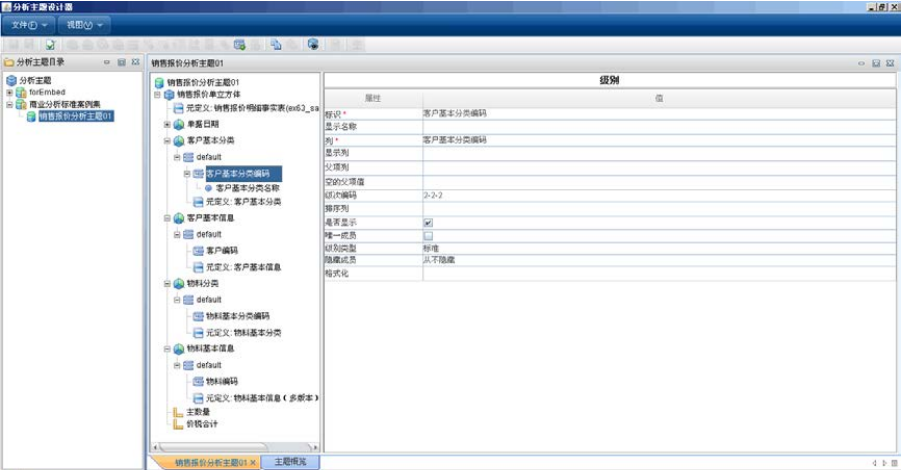 分析主题设计器
文件(F) 视图(V)
分析主题目录
分析主题
forEmbed
商业分析标准案例集
销售报价分析主题01
销售报价分析主题01
销售报价分析主题01
销售报价单立方体
元定义: 销售报价明细事实表(ex63_sa
单据日期
客户基本分类
default
客户基本分类编码
客户基本分类名称
元定义: 客户基本分类
客户基本信息
default
客户编码
元定义: 客户基本信息
物料分类
default
物料基本分类编码
元定义: 物料基本分类
物料基本信息
default
物料编码
元定义: 物料基本信息 ( 多版本 )
主数量
价税合计
级别
属性 值
标识 * 客户基本分类编码
显示名称
列 * 客户基本分类编码
显示列
父项列
空的父项值
级次编码 2-2-2
排序列
是否显示
唯一成员
级别类型 标准
隐藏成员 从不隐藏
格式化
销售报价分析主题01 × 主题概览